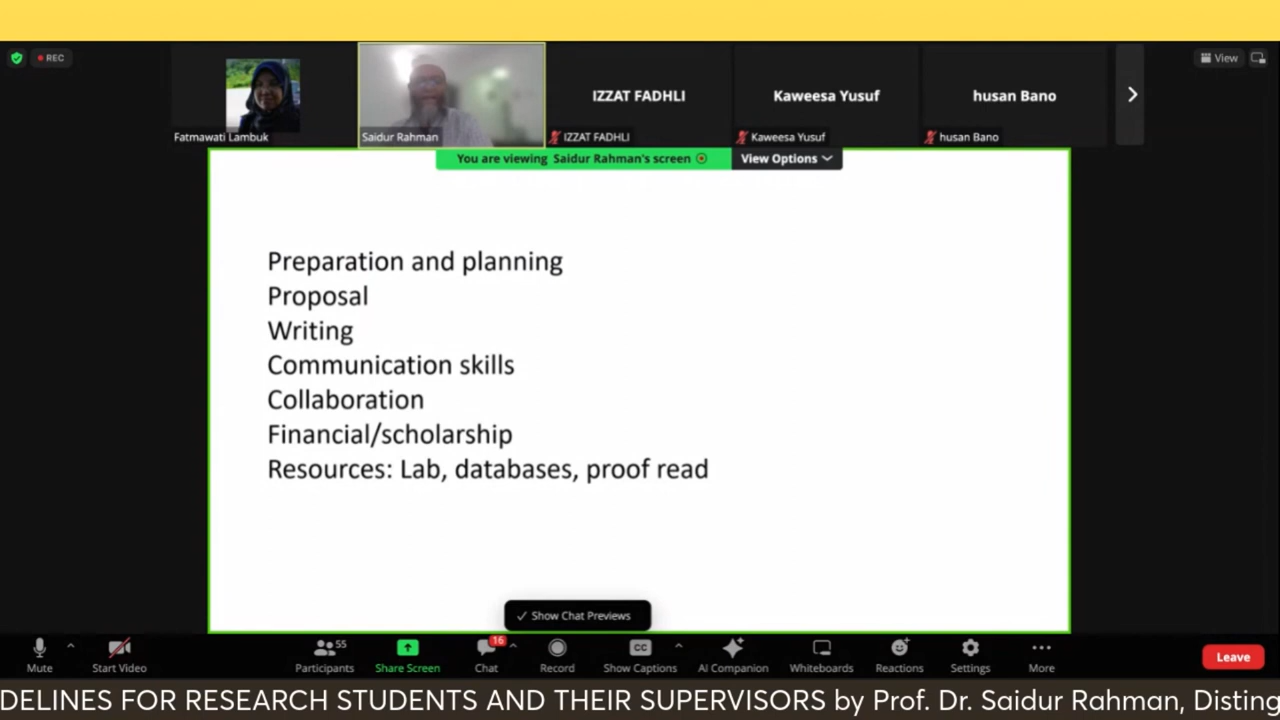 REC
View
IZZAT FADHLI
Kaweesa Yusuf
husan Bano
Fatmawati Lambuk
Saidur Rahman
IZZAT FADHLI
Kaweesa Yusuf
husan Bano
You are viewing Saidur Rahman's screen
View Options
Preparation and planning
Proposal
Writing
Communication skills
Collaboration
Financial/scholarship
Resources: Lab, databases, proof read
✓ Show Chat Previews
55
16
CC
Mute
Start Video
Participants
Share Screen
Chat
Record
Show Captions
AI Companion
Whiteboards
Reactions
Settings
More
Leave
DELINES FOR RESEARCH STUDENTS AND THEIR SUPERVISORS by Prof. Dr. Saidur Rahman, Disting